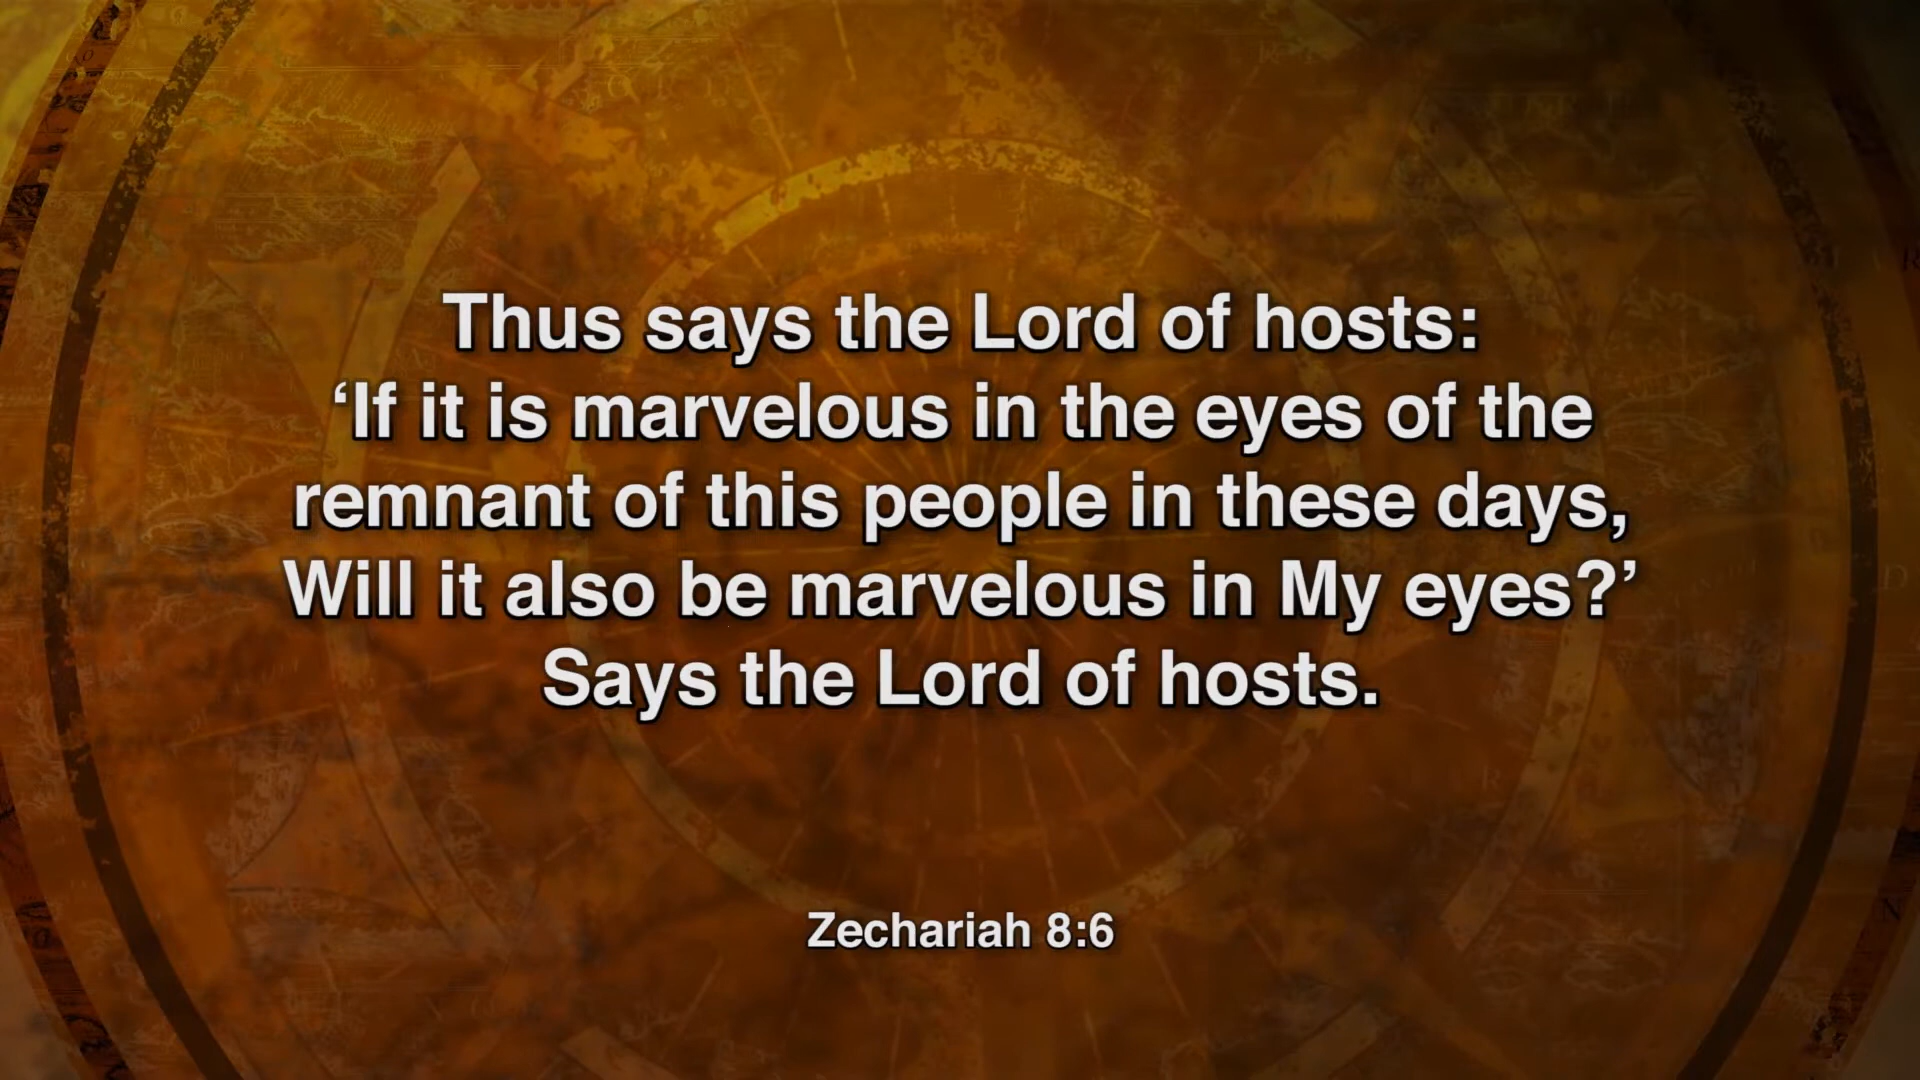 Thus says the Lord of hosts:
‘If it is marvelous in the eyes of the
remnant of this people in these days,
Will it also be marvelous in My eyes?’
Says the Lord of hosts.
Zechariah 8:6